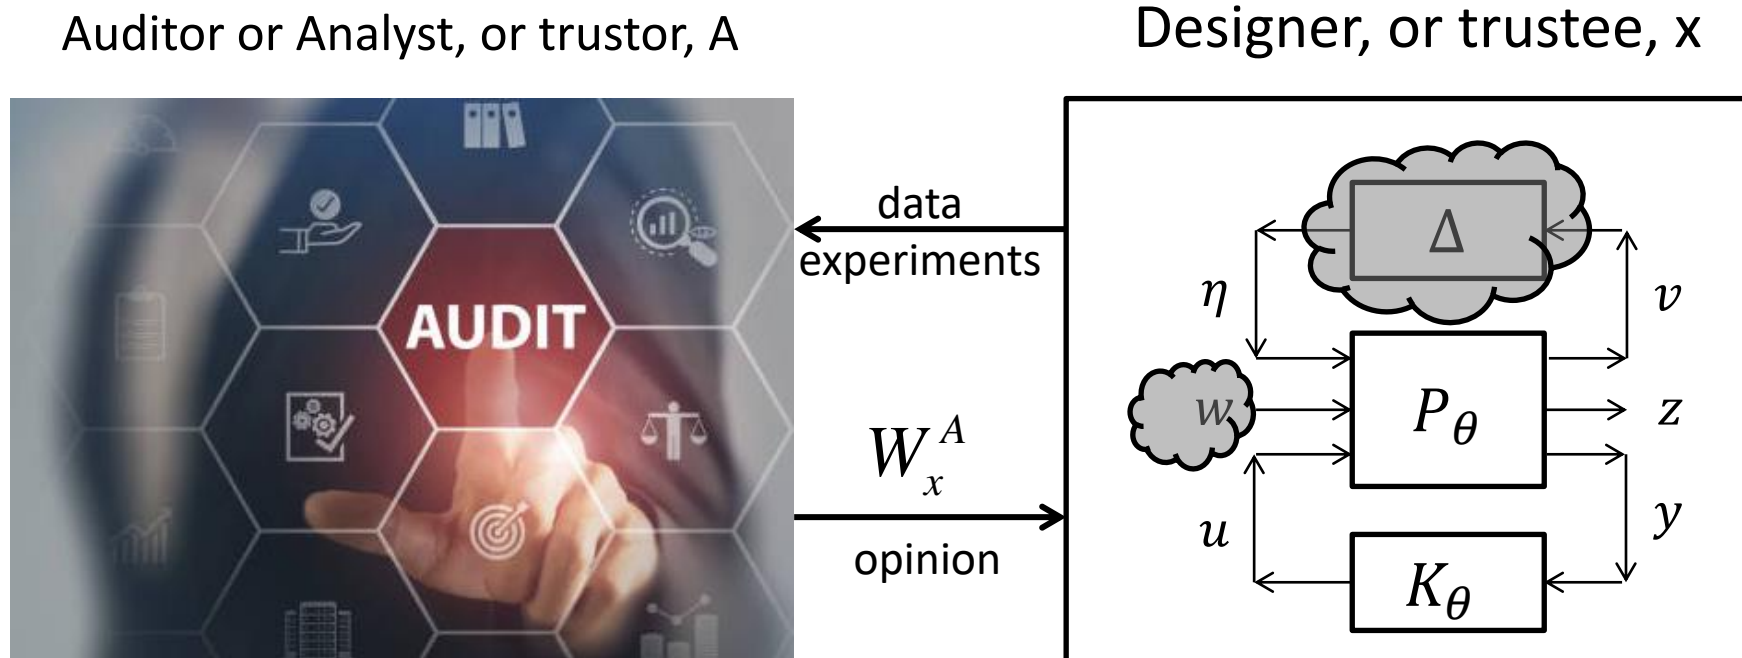 Auditor or Analyst, or trustor, A
Designer, or trustee, x
AUDIT
data
experiments
W_x^A
opinion
Δ
η
v
w
P_θ
z
u
y
K_θ